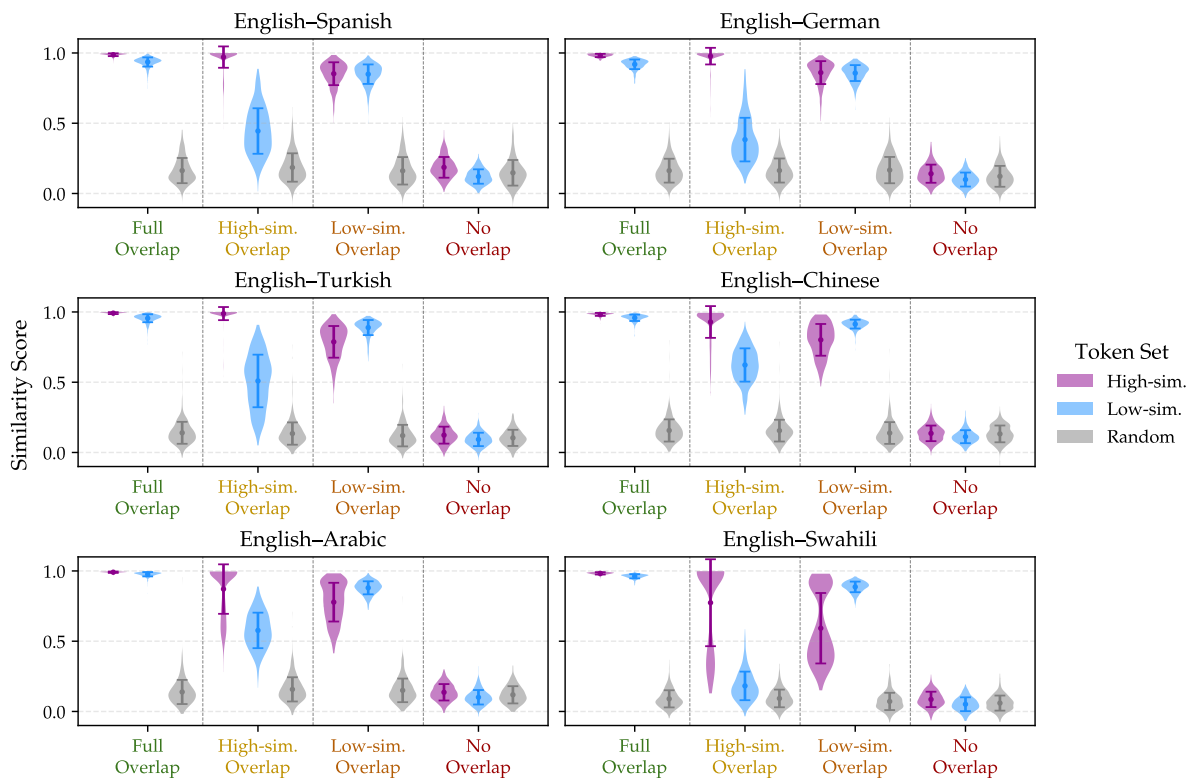 English–Spanish
English–German
1.0
0.5
0.0
Full
Overlap
High-sim.
Overlap
Low-sim.
Overlap
No
Overlap
Full
Overlap
High-sim.
Overlap
Low-sim.
Overlap
No
Overlap
English–Turkish
English–Chinese
Similarity Score
1.0
0.5
0.0
Full
Overlap
High-sim.
Overlap
Low-sim.
Overlap
No
Overlap
Full
Overlap
High-sim.
Overlap
Low-sim.
Overlap
No
Overlap
Token Set
High-sim.
Low-sim.
Random
English–Arabic
English–Swahili
1.0
0.5
0.0
Full
Overlap
High-sim.
Overlap
Low-sim.
Overlap
No
Overlap
Full
Overlap
High-sim.
Overlap
Low-sim.
Overlap
No
Overlap